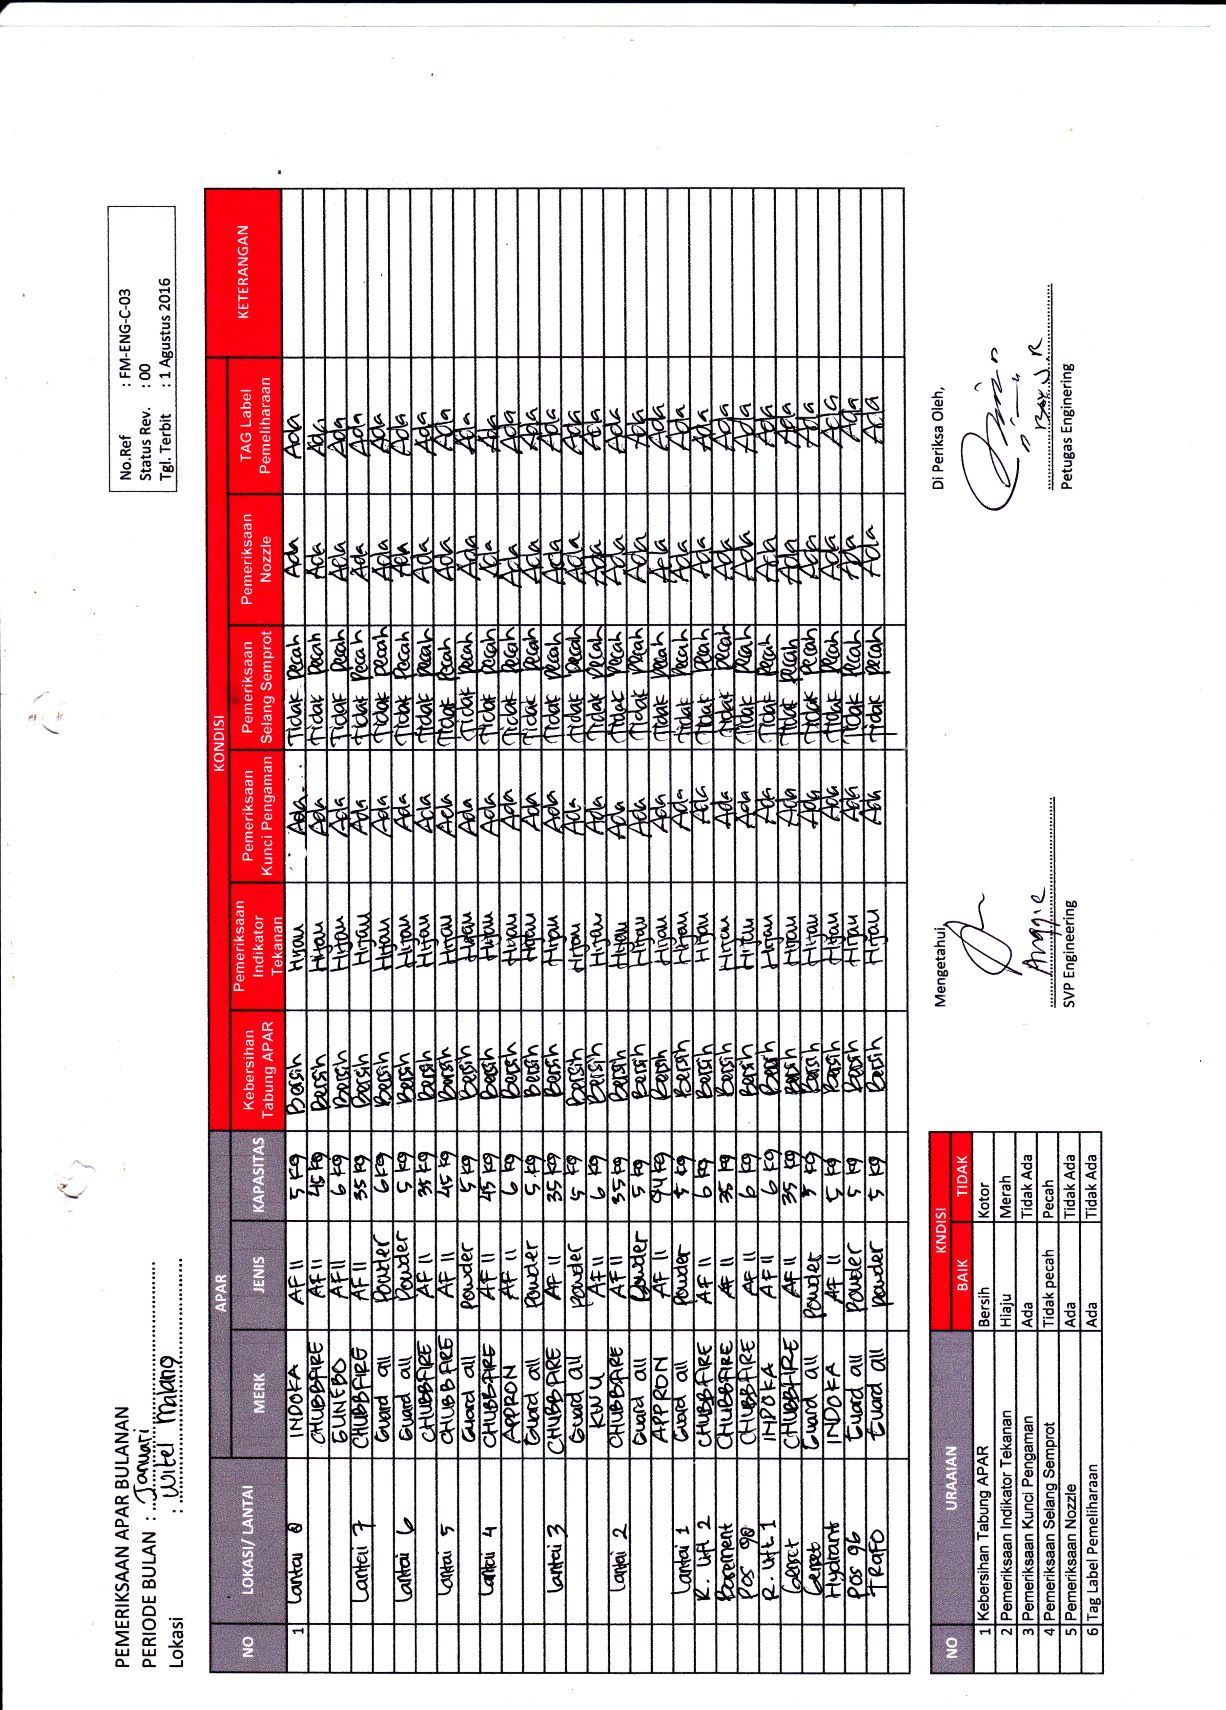 PEMERIKSAAN APAR BULANAN
PERIODE BULAN : Januari
Lokasi : Witel Malang
No.Ref : FM-ENG-C-03
Status Rev. : 00
Tgl. Terbit : 1 Agustus 2016
NO LOKASI/ LANTAI APAR KONDISI KETERANGAN
MERK JENIS KAPASITAS Kebersihan Tabung APAR Pemeriksaan Indikator Tekanan Pemeriksaan Kunci Pengaman Pemeriksaan Selang Semprot Pemeriksaan Nozzle TAG Label Pemeliharaan
1 Lantai 8 INDOKA AF II 5 Kg Bersih Hijau Ada Tidak Pecah Ada Ada
CHUBBFIRE AF II 45 Kg Bersih Hijau Ada Tidak Pecah Ada Ada
GUNEBO AF II 6 Kg Bersih Hijau Ada Tidak Pecah Ada Ada
Lantai 7 CHUBBFIRE AF II 35 Kg Bersih Hijau Ada Tidak Pecah Ada Ada
Guard all Powder 6 Kg Bersih Hijau Ada Tidak pecah Ada Ada
Lantai 6 Guard all Powder 5 Kg Bersih Hijau Ada Tidak Pecah Ada Ada
CHUBBFIRE AF II 35 Kg Bersih Hijau Ada Tidak pecah Ada Ada
Lantai 5 CHUBBFIRE AF II 45 Kg Bersih Hijau Ada Tidak Pecah Ada Ada
Guard all Powder 5 Kg Bersih Hijau Ada Tidak Pecah Ada Ada
Lantai 4 CHUBBFIRE AF II 45 Kg Bersih Hijau Ada Tidak pecah Ada Ada
APPRON AF II 6 Kg Bersih Hijau Ada Tidak Pecah Ada Ada
Guard all Powder 5 Kg Bersih Hijau Ada Tidak Pecah Ada Ada
Lantai 3 CHUBBFIRE AF II 35 Kg Bersih Hijau Ada Tidak pecah Ada Ada
Guard all powder 5 Kg Bersih Hijau Ada Tidak pecah Ada Ada
KWU AF II 6 Kg Bersih Hijau Ada Tidak Pecah Ada Ada
Lantai 2 CHUBBFIRE AF II 35 Kg Bersih Hijau Ada Tidak Pecah Ada Ada
Guard all Powder 5 Kg Bersih Hijau Ada Tidak Pecah Ada Ada
APPRON AF II 94 Kg Bersih Hijau Ada Tidak Pecah Ada Ada
Lantai 1 Guard all Powder 5 Kg Bersih Hijau Ada Tidak Pecah Ada Ada
R. Lift 2 CHUBBFIRE AF II 6 Kg Bersih Hijau Ada Tidak Pecah Ada Ada
Basement CHUBBFIRE AF II 35 Kg Bersih Hijau Ada Tidak Pecah Ada Ada
Pos 90 CHUBBFIRE AF II 6 Kg Bersih Hijau Ada Tidak Pecah Ada Ada
R. Lift 1 INDOKA AF II 6 Kg Bersih Hijau Ada Tidak Pecah Ada Ada
Genset CHUBBFIRE AF II 35 Kg Bersih Hijau Ada Tidak pecah Ada Ada
Genset Guard all Powder 5 Kg Bersih Hijau Ada Tidak Pecah Ada Ada
Hydrant INDOKA AF II 5 Kg Bersih Hijau Ada Tidak Pecah Ada Ada
Pos 96 Guard all Powder 5 Kg Bersih Hijau Ada Tidak Pecah Ada Ada
TRAFO Guard all powder 5 Kg Bersih Hijau Ada Tidak pecah Ada Ada
NO URAAIAN KNDISI
BAIK TIDAK
1 Kebersihan Tabung APAR Bersih Kotor
2 Pemeriksaan Indikator Tekanan Hiaju Merah
3 Pemeriksaan Kunci Pengaman Ada Tidak Ada
4 Pemeriksaan Selang Semprot Tidak pecah Pecah
5 Pemeriksaan Nozzle Ada Tidak Ada
6 Tag Label Pemeliharaan Ada Tidak Ada
Mengetahui,
Anggie
SVP Engineering
Di Periksa Oleh,
Petugas Enginering